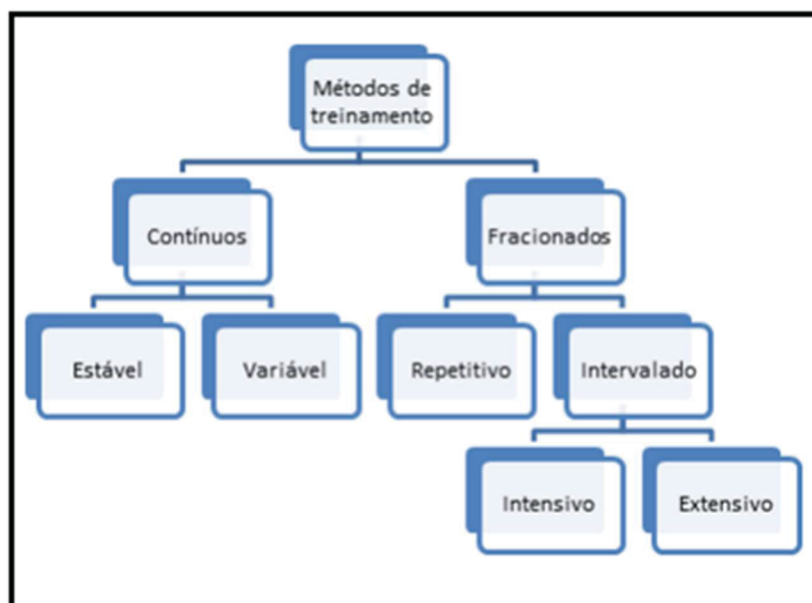 Métodos de
treinamento
Contínuos
Fracionados
Estável
Variável
Repetitivo
Intervalado
Intensivo
Extensivo